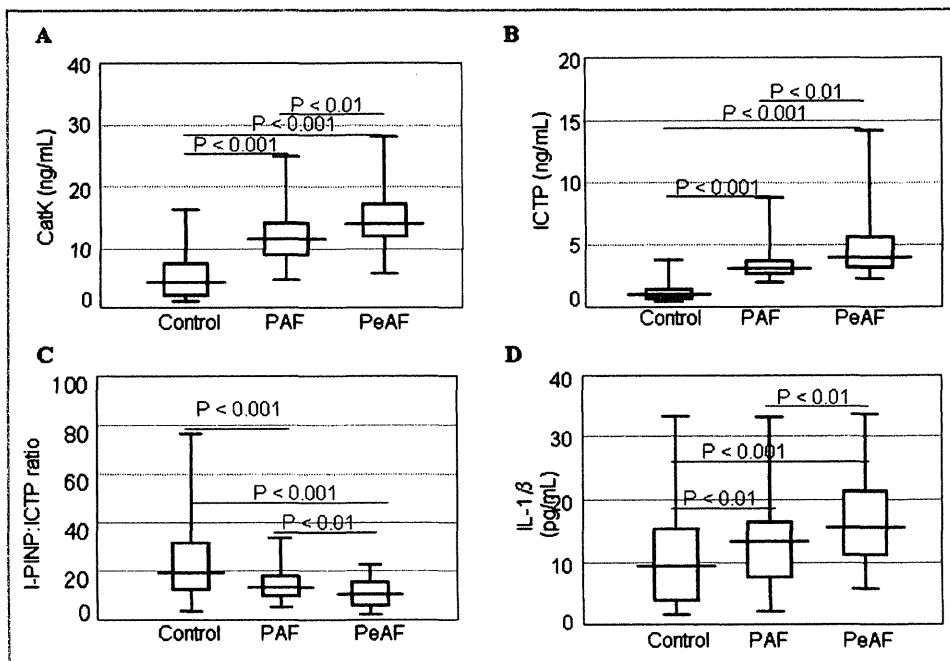 A
CatK (ng/mL)
40
30
20
10
0
P < 0.01
P < 0.001
P < 0.001
Control PAF PeAF
B
ICTP (ng/mL)
20
15
10
5
0
P < 0.01
P < 0.001
P < 0.001
Control PAF PeAF
C
I-PINP:ICTP ratio
100
80
60
40
20
0
P < 0.001
P < 0.001
P < 0.01
Control PAF PeAF
D
IL-1β
(pg/mL)
40
30
20
10
0
P < 0.01
P < 0.001
P < 0.01
Control PAF PeAF